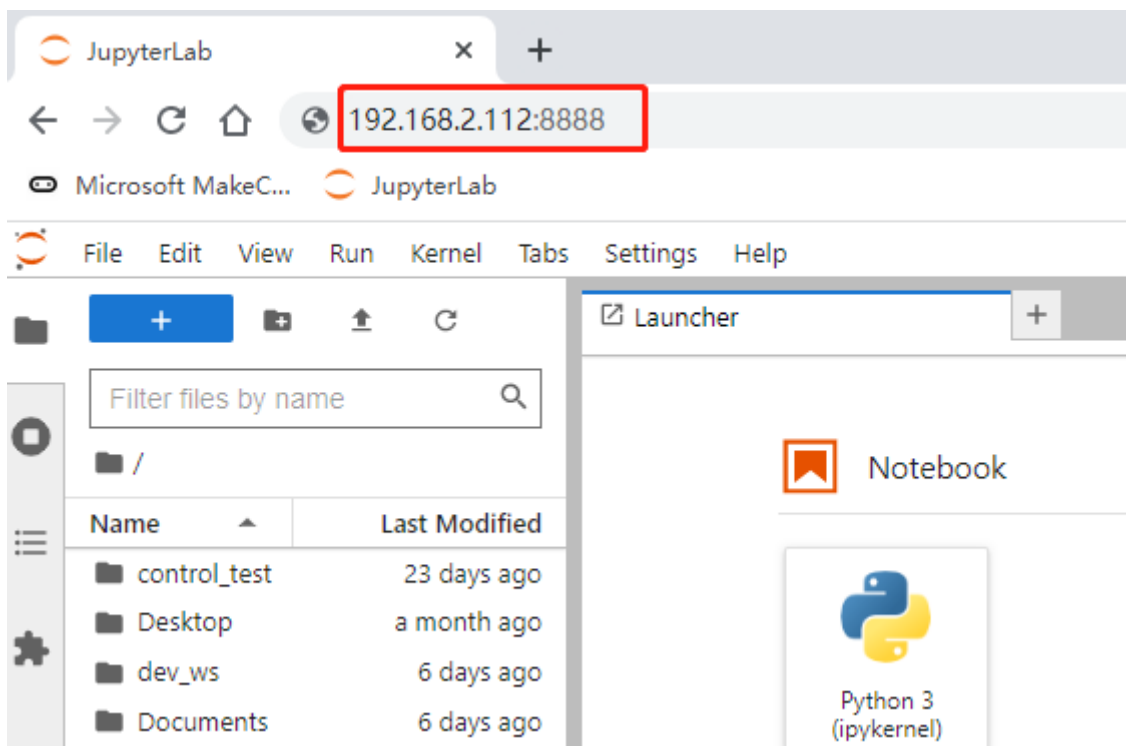 JupyterLab
192.168.2.112:8888
Microsoft MakeC... JupyterLab
File Edit View Run Kernel Tabs Settings Help
Launcher
Filter files by name
/
Name Last Modified
control_test 23 days ago
Desktop a month ago
dev_ws 6 days ago
Documents 6 days ago
Notebook
Python 3
(ipykernel)